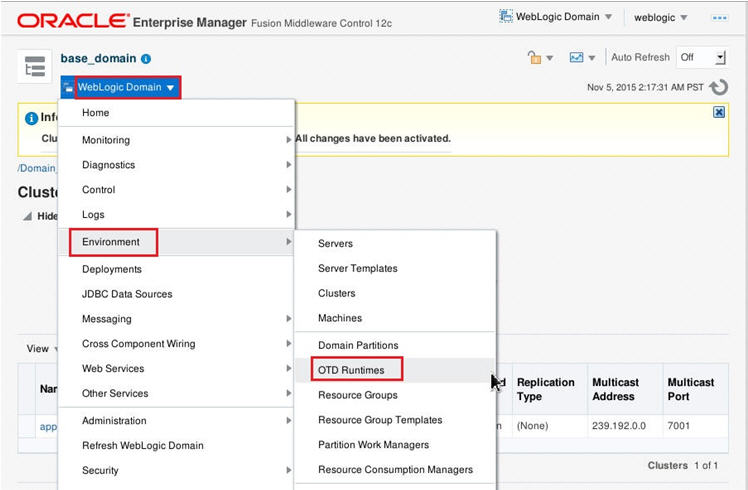 ORACLE Enterprise Manager Fusion Middleware Control 12c
WebLogic Domain
weblogic
base_domain
Auto Refresh Off
WebLogic Domain
Nov 5, 2015 2:17:31 AM PST
Home
All changes have been activated.
Monitoring
Diagnostics
/Domain_
Control
Hide
Logs
Environment
Servers
Deployments
Server Templates
JDBC Data Sources
Clusters
Messaging
Machines
View
Cross Component Wiring
Domain Partitions
Web Services
OTD Runtimes
Replication Type
Multicast Address
Multicast Port
Other Services
Resource Groups
Administration
Resource Group Templates
app
(None)
239.192.0.0
7001
Refresh WebLogic Domain
Partition Work Managers
Security
Resource Consumption Managers
Clusters 1 of 1